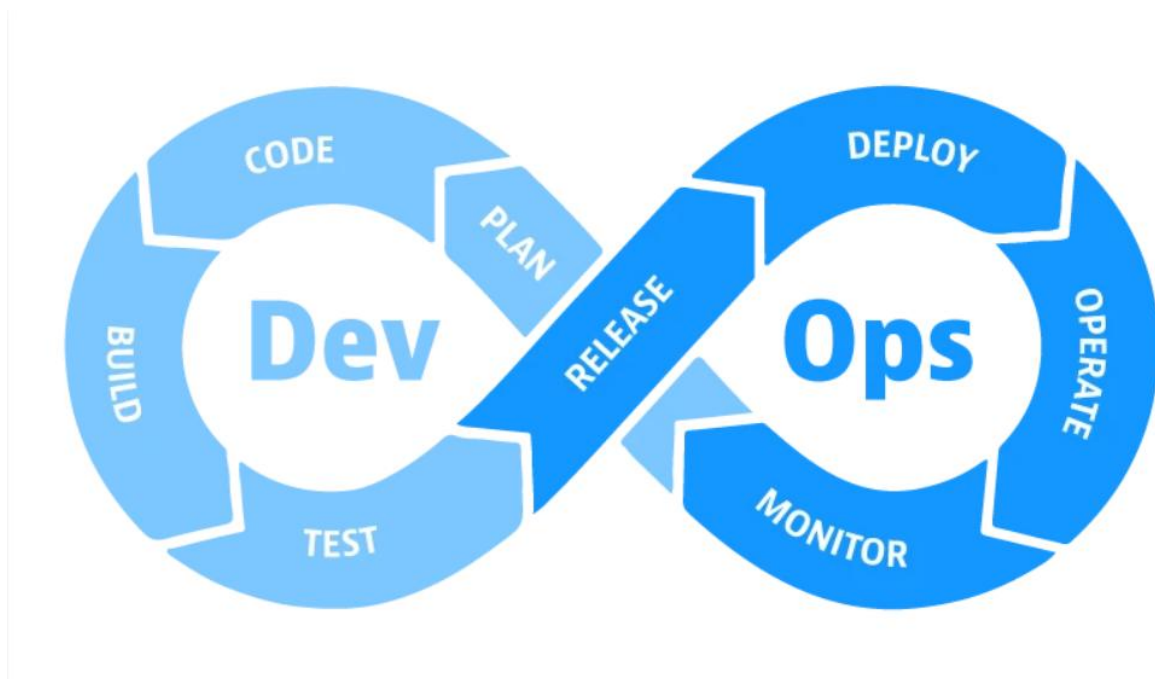 CODE
DEPLOY
PLAN
RELEASE
Dev
Ops
BUILD
OPERATE
TEST
MONITOR